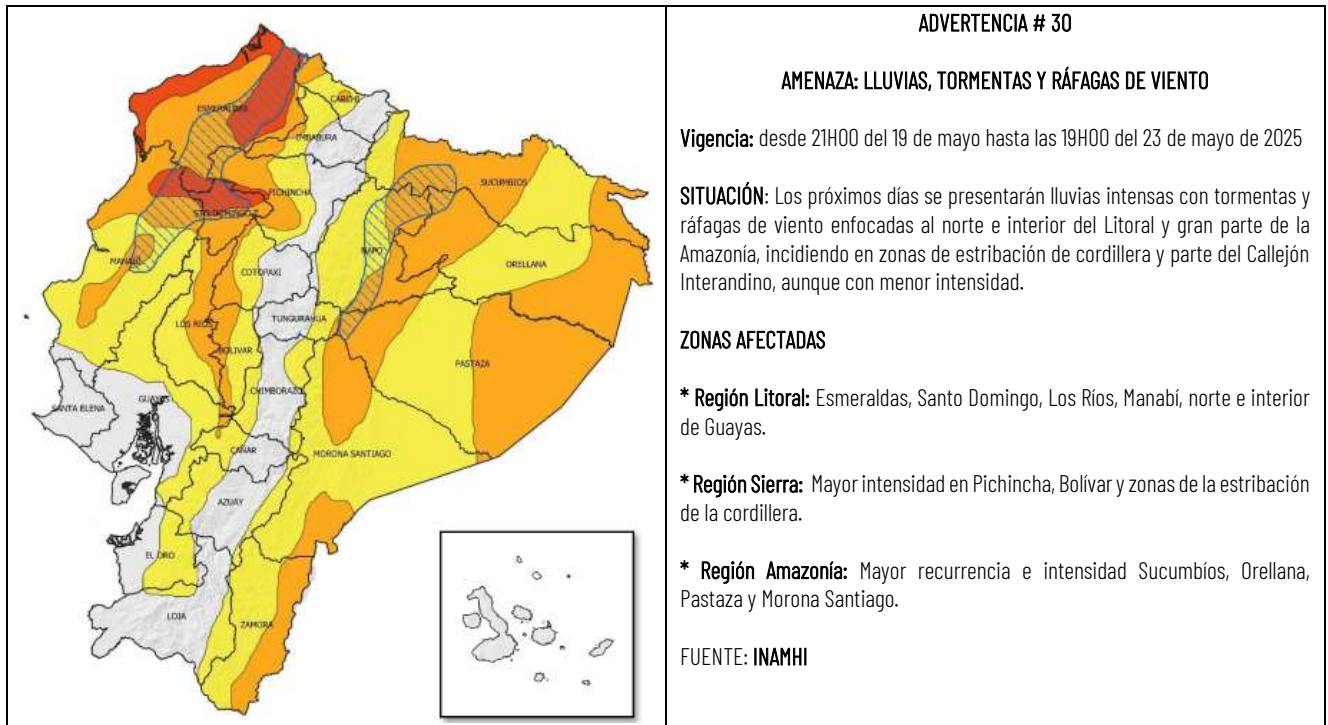 ESMERALDAS
CARCHI
IMBABURA
SUCUMBIOS
PICHINCHA
STO DOMINGO
NAPO
MANABI
ORELLANA
COTOPAXI
LOS RIOS
TUNGURAHUA
BOLIVAR
PASTAZA
CHIMBORAZO
SANTA ELENA
GUAYAS
CAÑAR
MORONA SANTIAGO
AZUAY
EL ORO
LOJA
ZAMORA
ADVERTENCIA # 30
AMENAZA: LLUVIAS, TORMENTAS Y RÁFAGAS DE VIENTO
Vigencia: desde 21H00 del 19 de mayo hasta las 19H00 del 23 de mayo de 2025
SITUACIÓN: Los próximos días se presentarán lluvias intensas con tormentas y
ráfagas de viento enfocadas al norte e interior del Litoral y gran parte de la
Amazonía, incidiendo en zonas de estribación de cordillera y parte del Callejón
Interandino, aunque con menor intensidad.
ZONAS AFECTADAS
* Región Litoral: Esmeraldas, Santo Domingo, Los Ríos, Manabí, norte e interior
de Guayas.
* Región Sierra: Mayor intensidad en Pichincha, Bolívar y zonas de la estribación
de la cordillera.
* Región Amazonía: Mayor recurrencia e intensidad Sucumbíos, Orellana,
Pastaza y Morona Santiago.
FUENTE: INAMHI